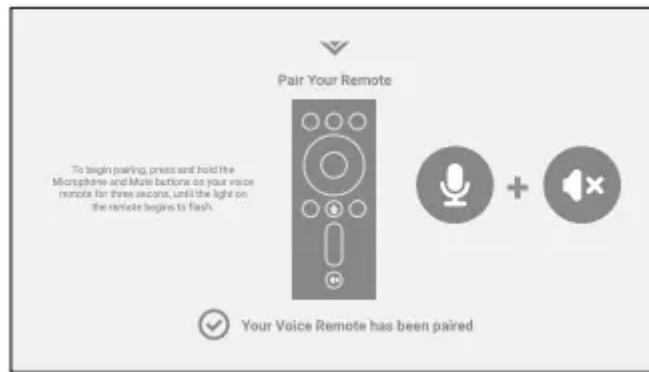 Pair Your Remote
To begin pairing, press and hold the
Microphone and Mute buttons on your voice
remote for three secons, until the light on
the remote begins to flash.
Your Voice Remote has been paired